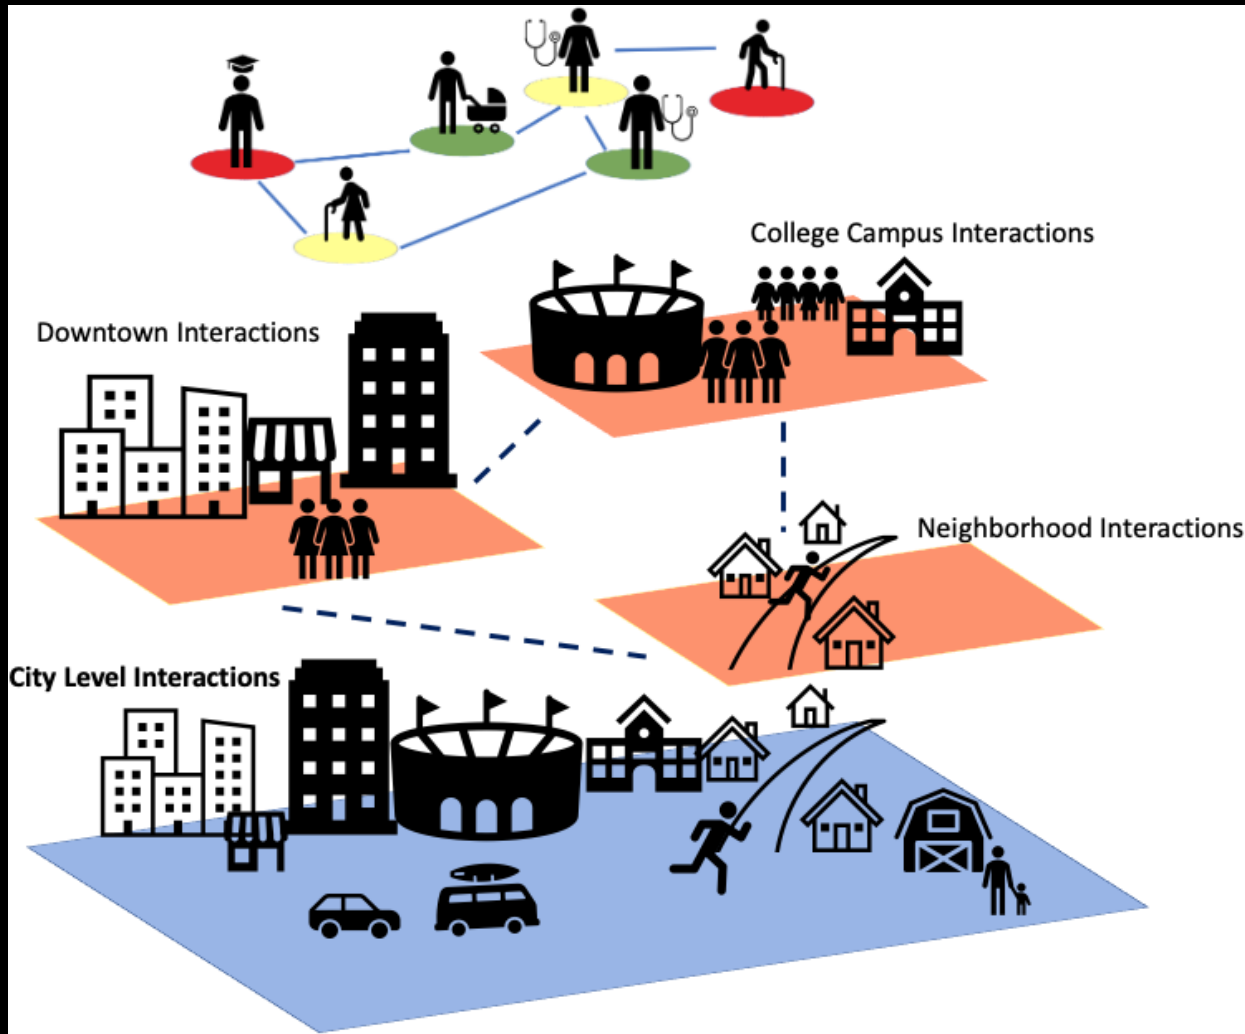 College Campus Interactions
Downtown Interactions
Neighborhood Interactions
City Level Interactions